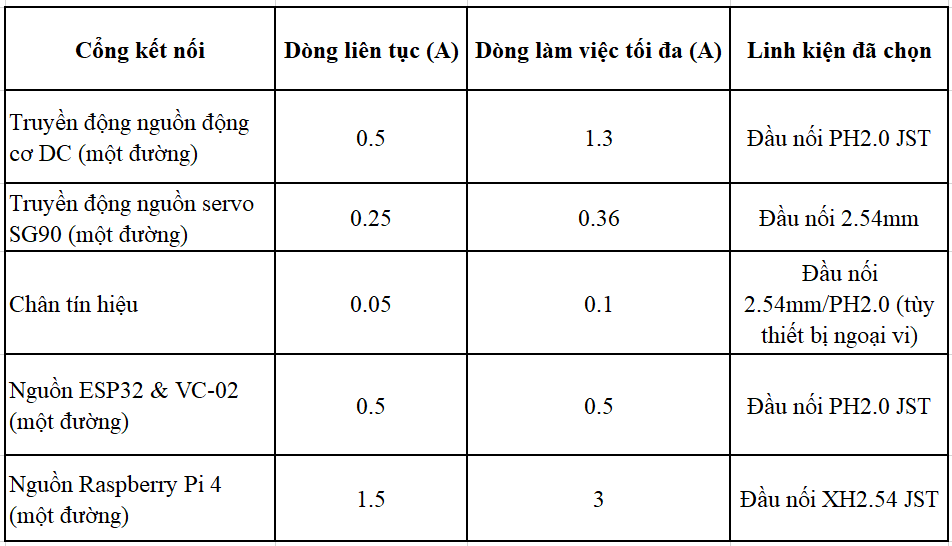 Cổng kết nối
Dòng liên tục (A)
Dòng làm việc tối đa (A)
Linh kiện đã chọn
Truyền động nguồn động
cơ DC (một đường)
0.5
1.3
Đầu nối PH2.0 JST
Truyền động nguồn servo
SG90 (một đường)
0.25
0.36
Đầu nối 2.54mm
Chân tín hiệu
0.05
0.1
Đầu nối
2.54mm/PH2.0 (tùy
thiết bị ngoại vi)
Nguồn ESP32 & VC-02
(một đường)
0.5
0.5
Đầu nối PH2.0 JST
Nguồn Raspberry Pi 4
(một đường)
1.5
3
Đầu nối XH2.54 JST